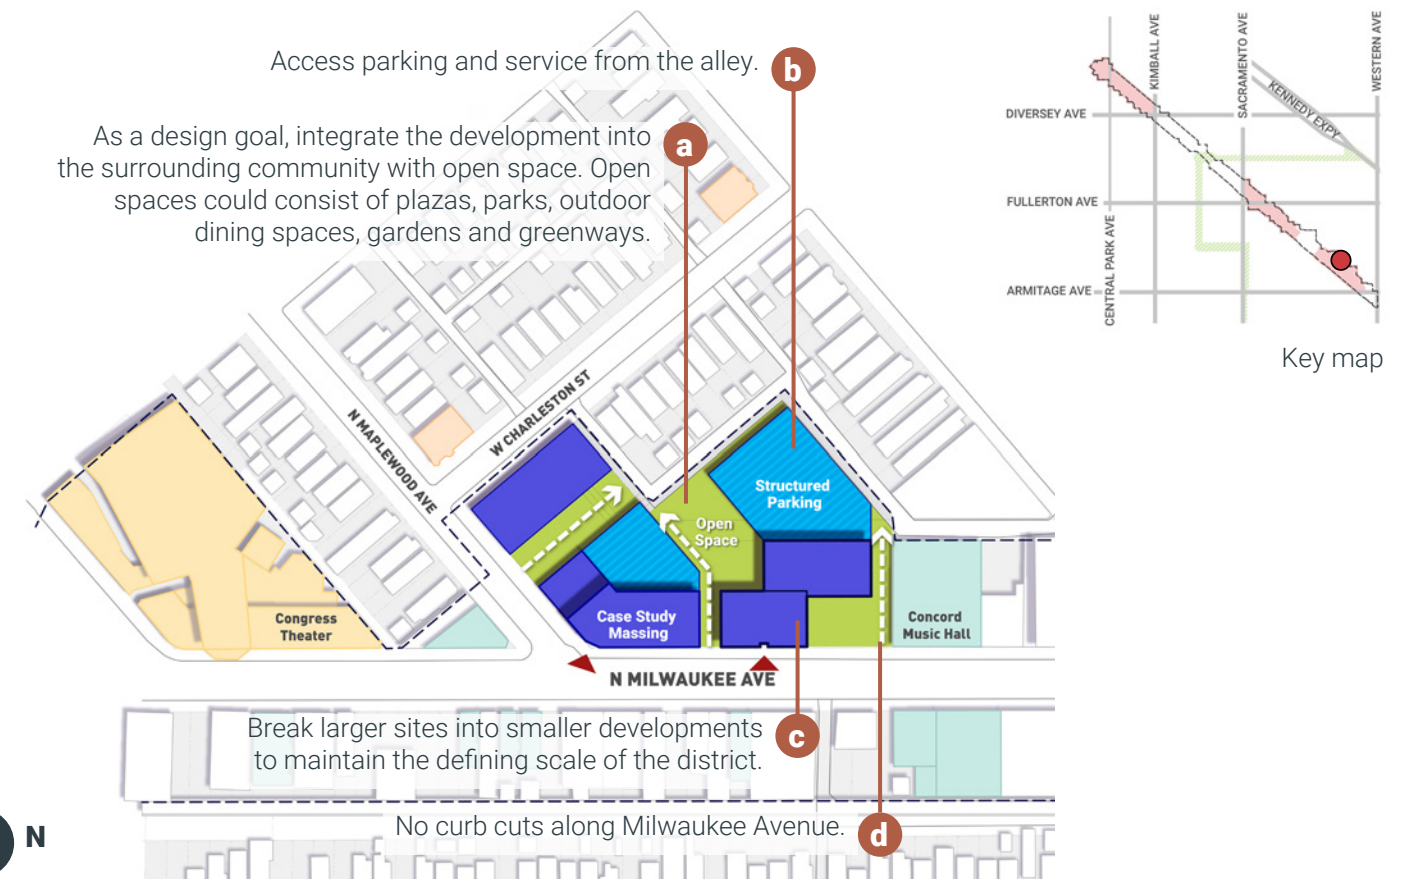 Access parking and service from the alley.
b
As a design goal, integrate the development into
the surrounding community with open space. Open
spaces could consist of plazas, parks, outdoor
dining spaces, gardens and greenways.
a
KIMBALL AVE
SACRAMENTO AVE
WESTERN AVE
KENNEDY EXPY
DIVERSEY AVE
FULLERTON AVE
CENTRAL PARK AVE
ARMITAGE AVE
Key map
N MAPLEWOOD AVE
W CHARLESTON ST
Structured
Parking
Open
Space
Congress
Theater
Case Study
Massing
Concord
Music Hall
N MILWAUKEE AVE
Break larger sites into smaller developments
to maintain the defining scale of the district.
c
No curb cuts along Milwaukee Avenue.
d
N